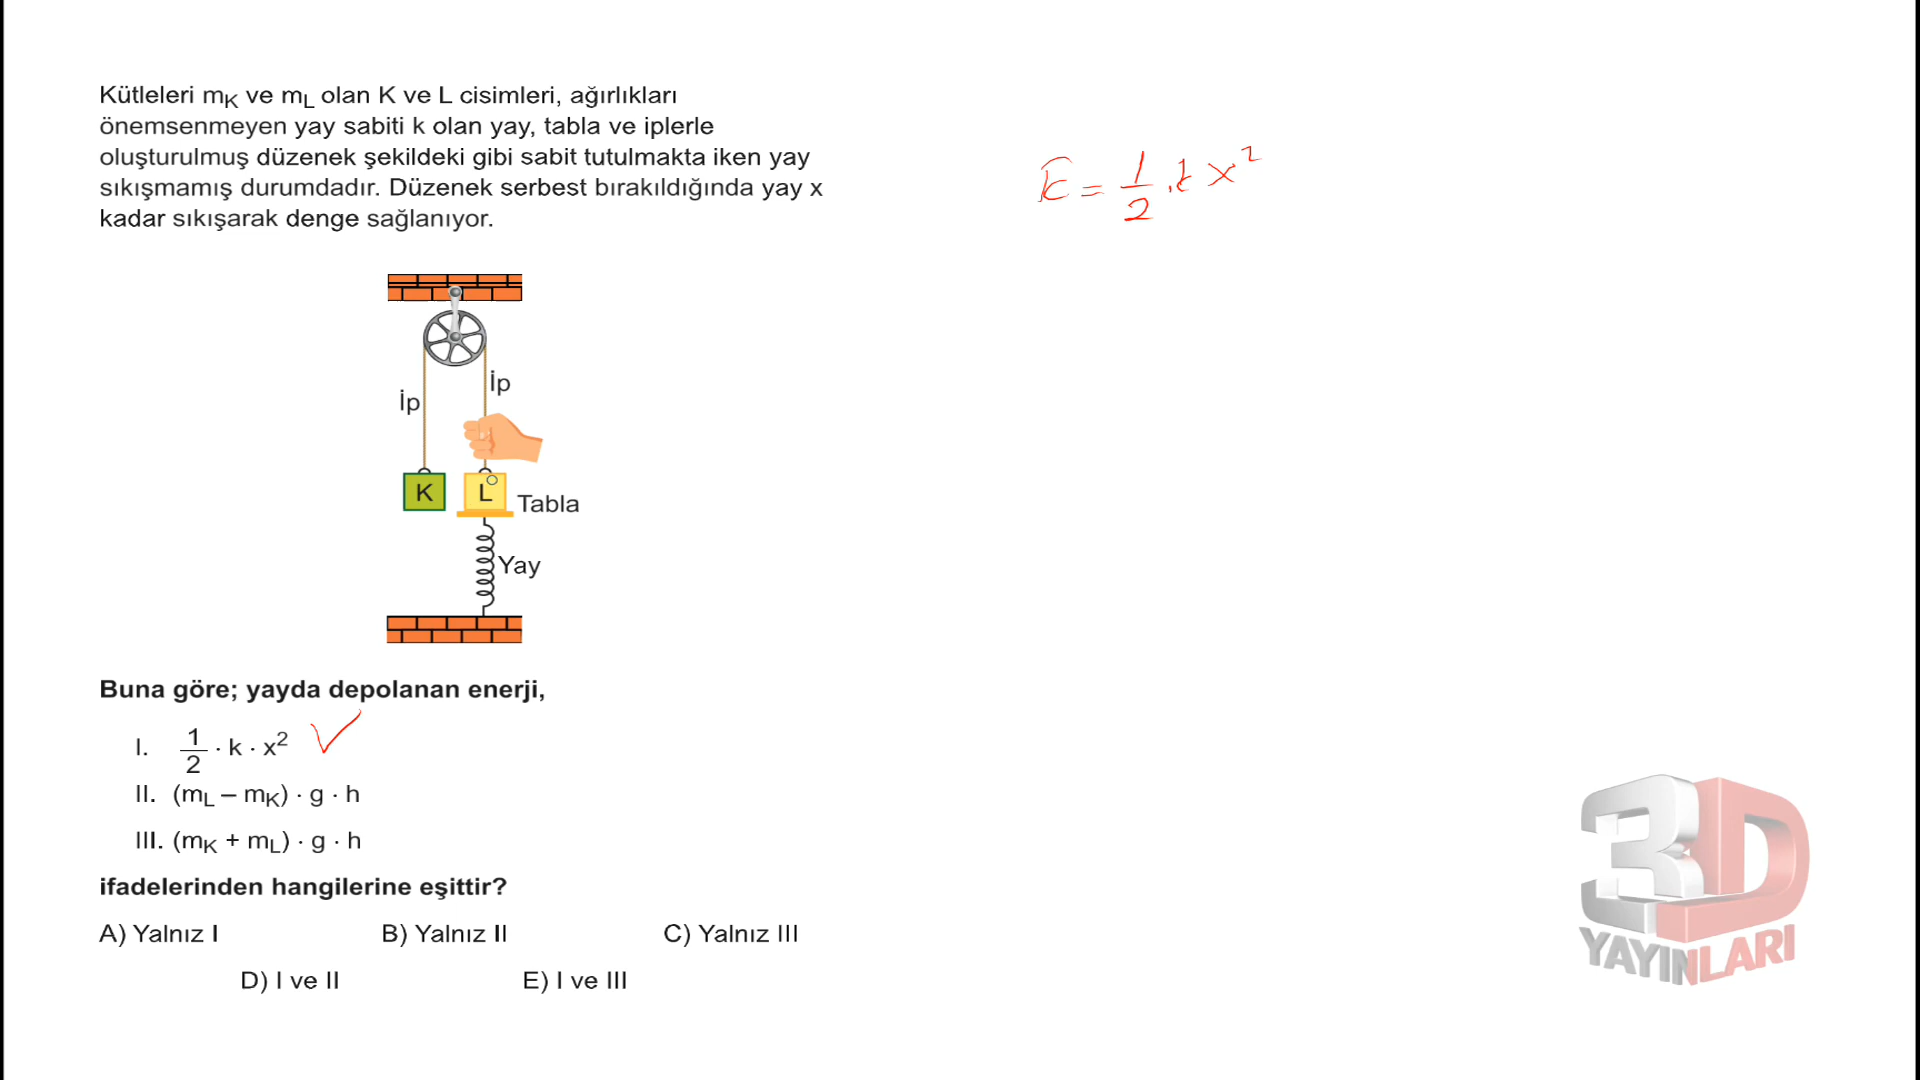 Kütleleri mK ve mL olan K ve L cisimleri, ağırlıkları
önemsenmeyen yay sabiti k olan yay, tabla ve iplerle
oluşturulmuş düzenek şekildeki gibi sabit tutulmakta iken yay
sıkışmamış durumdadır. Düzenek serbest bırakıldığında yay x
kadar sıkışarak denge sağlanıyor.
E = 1/2 . k x²
İp
İp
K
L
Tabla
Yay
Buna göre; yayda depolanan enerji,
I. 1/2 · k · x²
II. (mL – mK) · g · h
III. (mK + mL) · g · h
ifadelerinden hangilerine eşittir?
A) Yalnız I B) Yalnız II C) Yalnız III
D) I ve II E) I ve III
3D
YAYINLARI